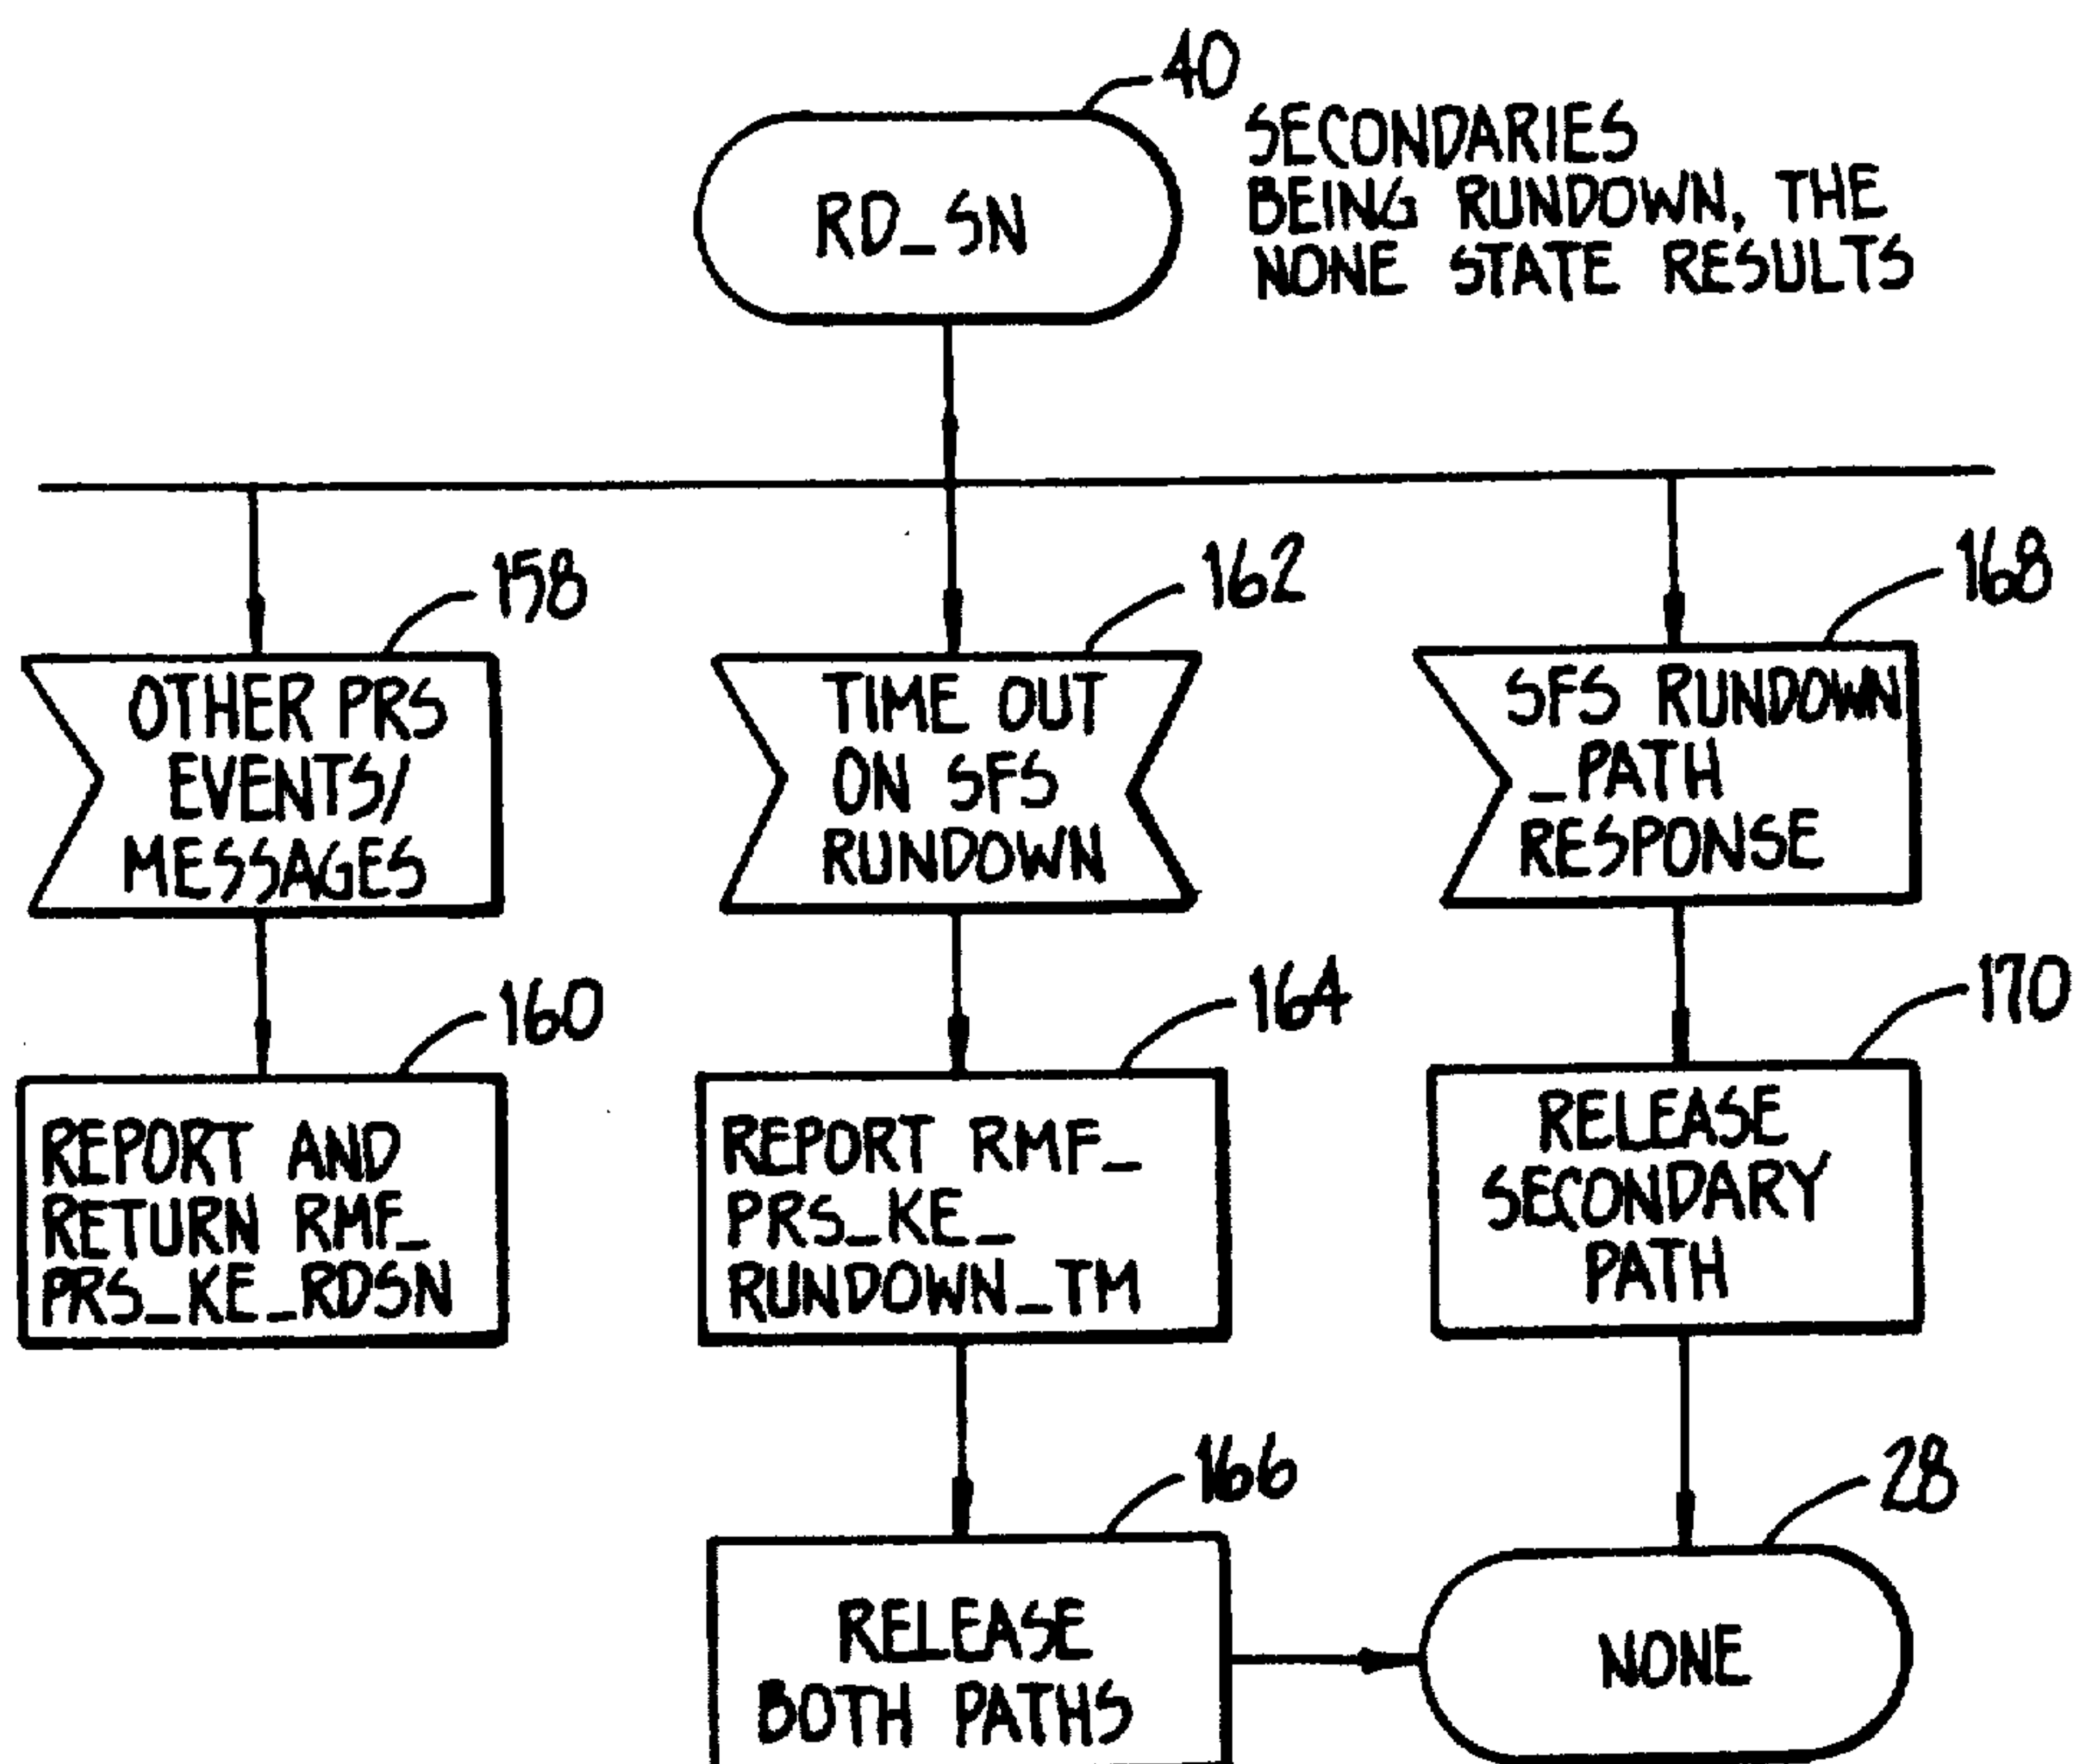 40
RD_SN
SECONDARIES
BEING RUNDOWN. THE
NONE STATE RESULTS
158
OTHER PRS
EVENTS/
MESSAGES
162
TIME OUT
ON SFS
RUNDOWN
168
SFS RUNDOWN
_PATH
RESPONSE
160
REPORT AND
RETURN RMF_
PRS_KE_RDSN
164
REPORT RMF_
PRS_KE_
RUNDOWN_TM
170
RELEASE
SECONDARY
PATH
166
RELEASE
BOTH PATHS
28
NONE